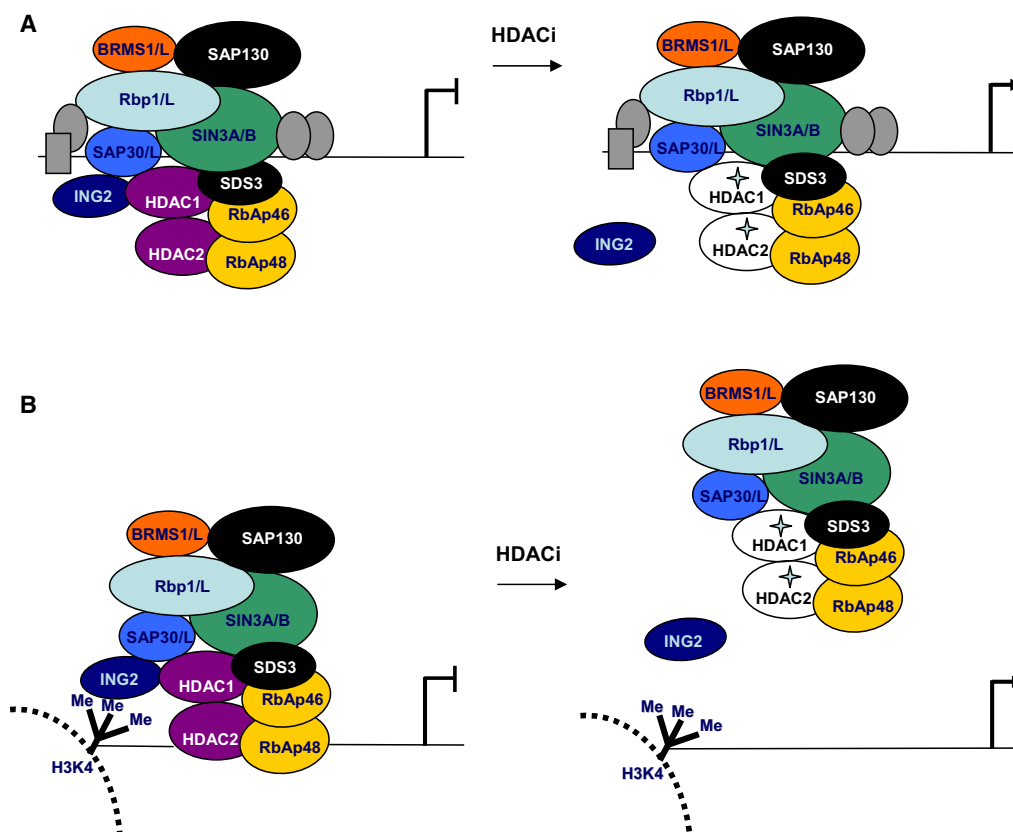 A
BRMS1/L
SAP130
Rbp1/L
SIN3A/B
SAP30/L
ING2
HDAC1
SDS3
RbAp46
HDAC2
RbAp48
HDACi
BRMS1/L
SAP130
Rbp1/L
SIN3A/B
SAP30/L
SDS3
HDAC1
RbAp46
ING2
HDAC2
RbAp48
B
BRMS1/L
SAP130
Rbp1/L
SIN3A/B
SAP30/L
SDS3
ING2
HDAC1
RbAp46
Me
Me
Me
HDAC2
RbAp48
H3K4
HDACi
BRMS1/L
SAP130
Rbp1/L
SIN3A/B
SAP30/L
SDS3
HDAC1
RbAp46
HDAC2
RbAp48
ING2
Me
Me
Me
H3K4